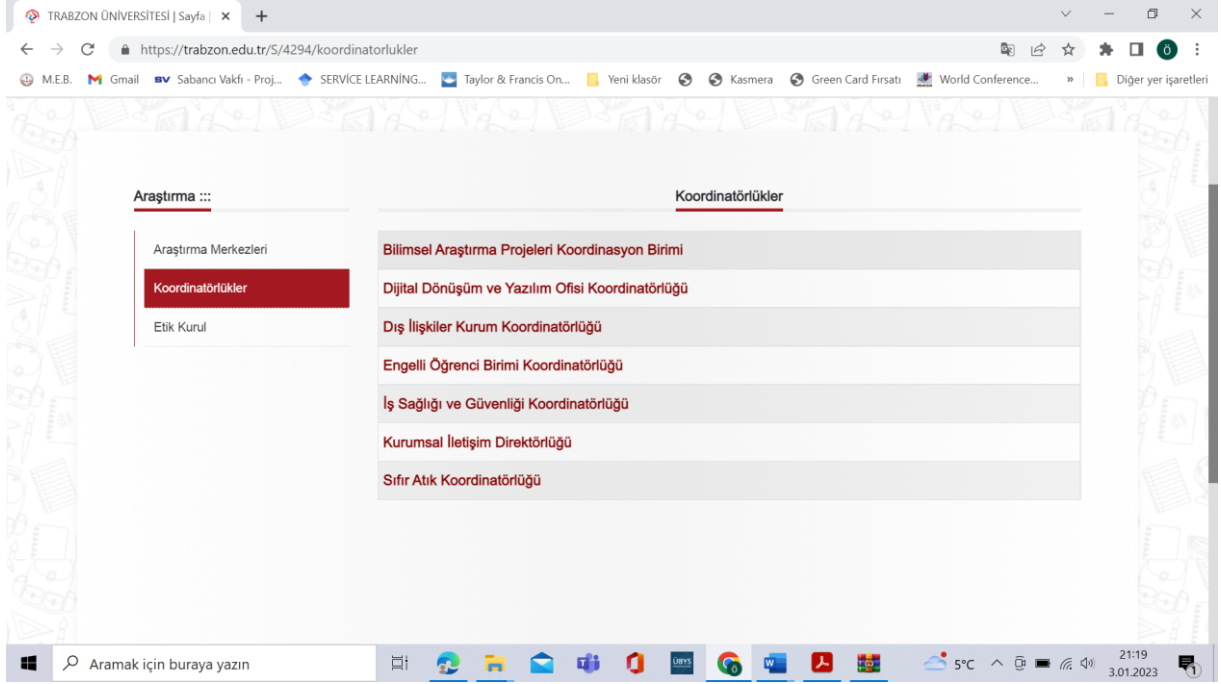 TRABZON ÜNİVERSİTESİ | Sayfa |
https://trabzon.edu.tr/S/4294/koordinatorlukler
ö
M.E.B. Gmail SV Sabancı Vakfı - Proj... SERVİCE LEARNİNG... Taylor & Francis On... Yeni klasör Kasmera Green Card Fırsatı World Conference... » Diğer yer işaretleri
Araştırma :::
Koordinatörlükler
Araştırma Merkezleri
Koordinatörlükler
Etik Kurul
Bilimsel Araştırma Projeleri Koordinasyon Birimi
Dijital Dönüşüm ve Yazılım Ofisi Koordinatörlüğü
Dış İlişkiler Kurum Koordinatörlüğü
Engelli Öğrenci Birimi Koordinatörlüğü
İş Sağlığı ve Güvenliği Koordinatörlüğü
Kurumsal İletişim Direktörlüğü
Sıfır Atık Koordinatörlüğü
Aramak için buraya yazın
ÜBYS
5°C
21:19
3.01.2023
1